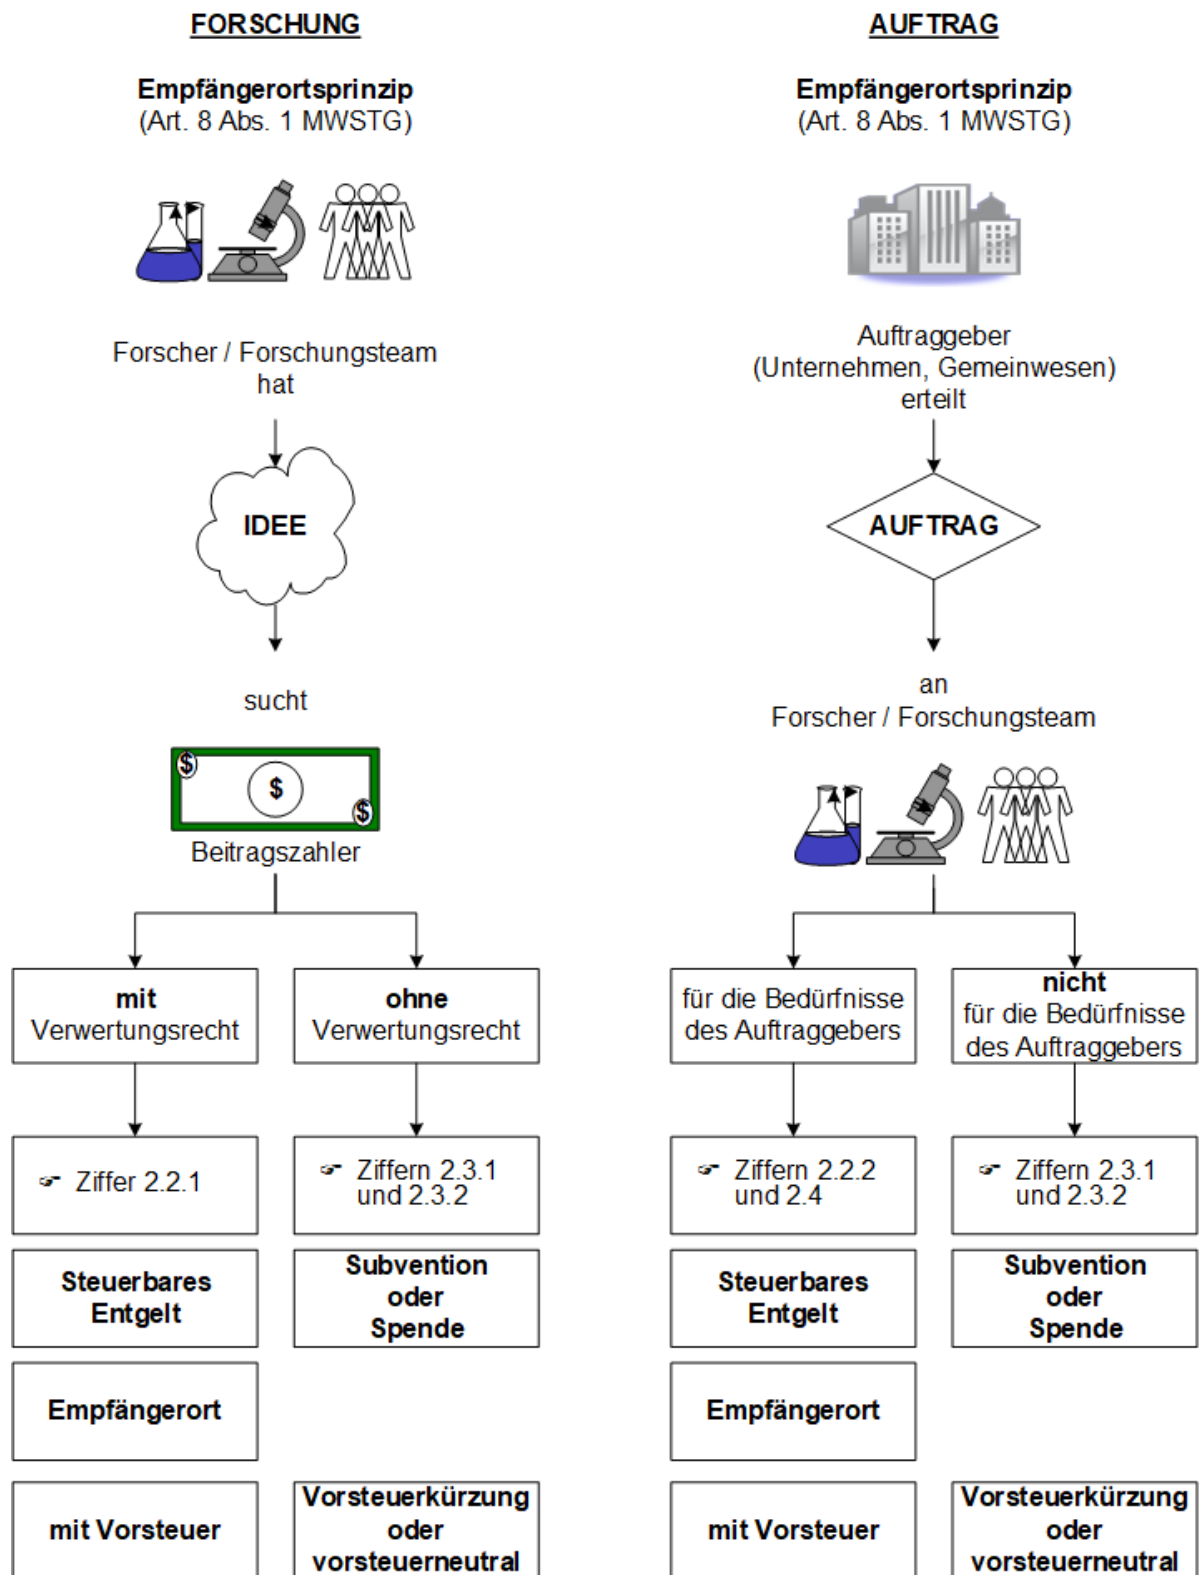 FORSCHUNG
Empfängerortsprinzip
(Art. 8 Abs. 1 MWSTG)
Forscher / Forschungsteam
hat
IDEE
sucht
$
$
$
Beitragszahler
mit
Verwertungsrecht
ohne
Verwertungsrecht
☞ Ziffer 2.2.1
☞ Ziffern 2.3.1
und 2.3.2
Steuerbares
Entgelt
Subvention
oder
Spende
Empfängerort
mit Vorsteuer
Vorsteuerkürzung
oder
vorsteuerneutral
AUFTRAG
Empfängerortsprinzip
(Art. 8 Abs. 1 MWSTG)
Auftraggeber
(Unternehmen, Gemeinwesen)
erteilt
AUFTRAG
an
Forscher / Forschungsteam
für die Bedürfnisse
des Auftraggebers
nicht
für die Bedürfnisse
des Auftraggebers
☞ Ziffern 2.2.2
und 2.4
☞ Ziffern 2.3.1
und 2.3.2
Steuerbares
Entgelt
Subvention
oder
Spende
Empfängerort
mit Vorsteuer
Vorsteuerkürzung
oder
vorsteuerneutral